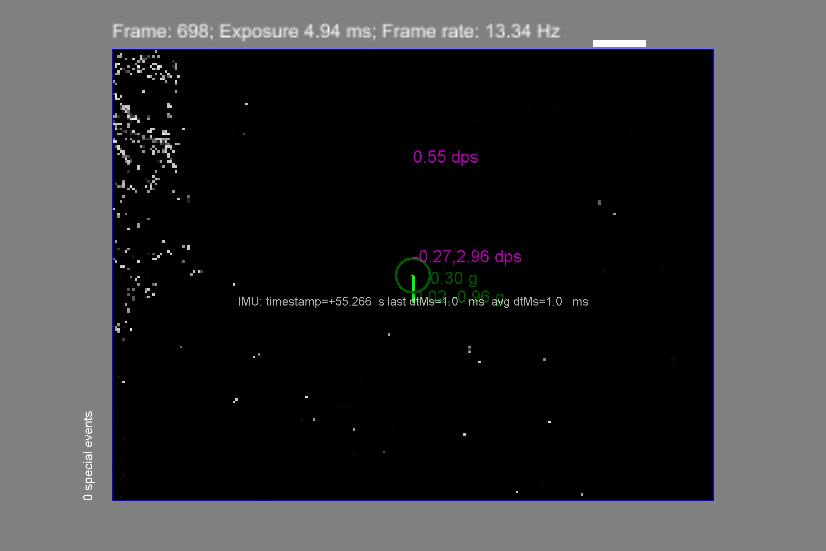 Frame: 698; Exposure 4.94 ms; Frame rate: 13.34 Hz
0.55 dps
-0.27,2.96 dps
0.30 g
0.96 g
IMU: timestamp=+55.266 s last dtMs=1.0 ms avg dtMs=1.0 ms
0 special events